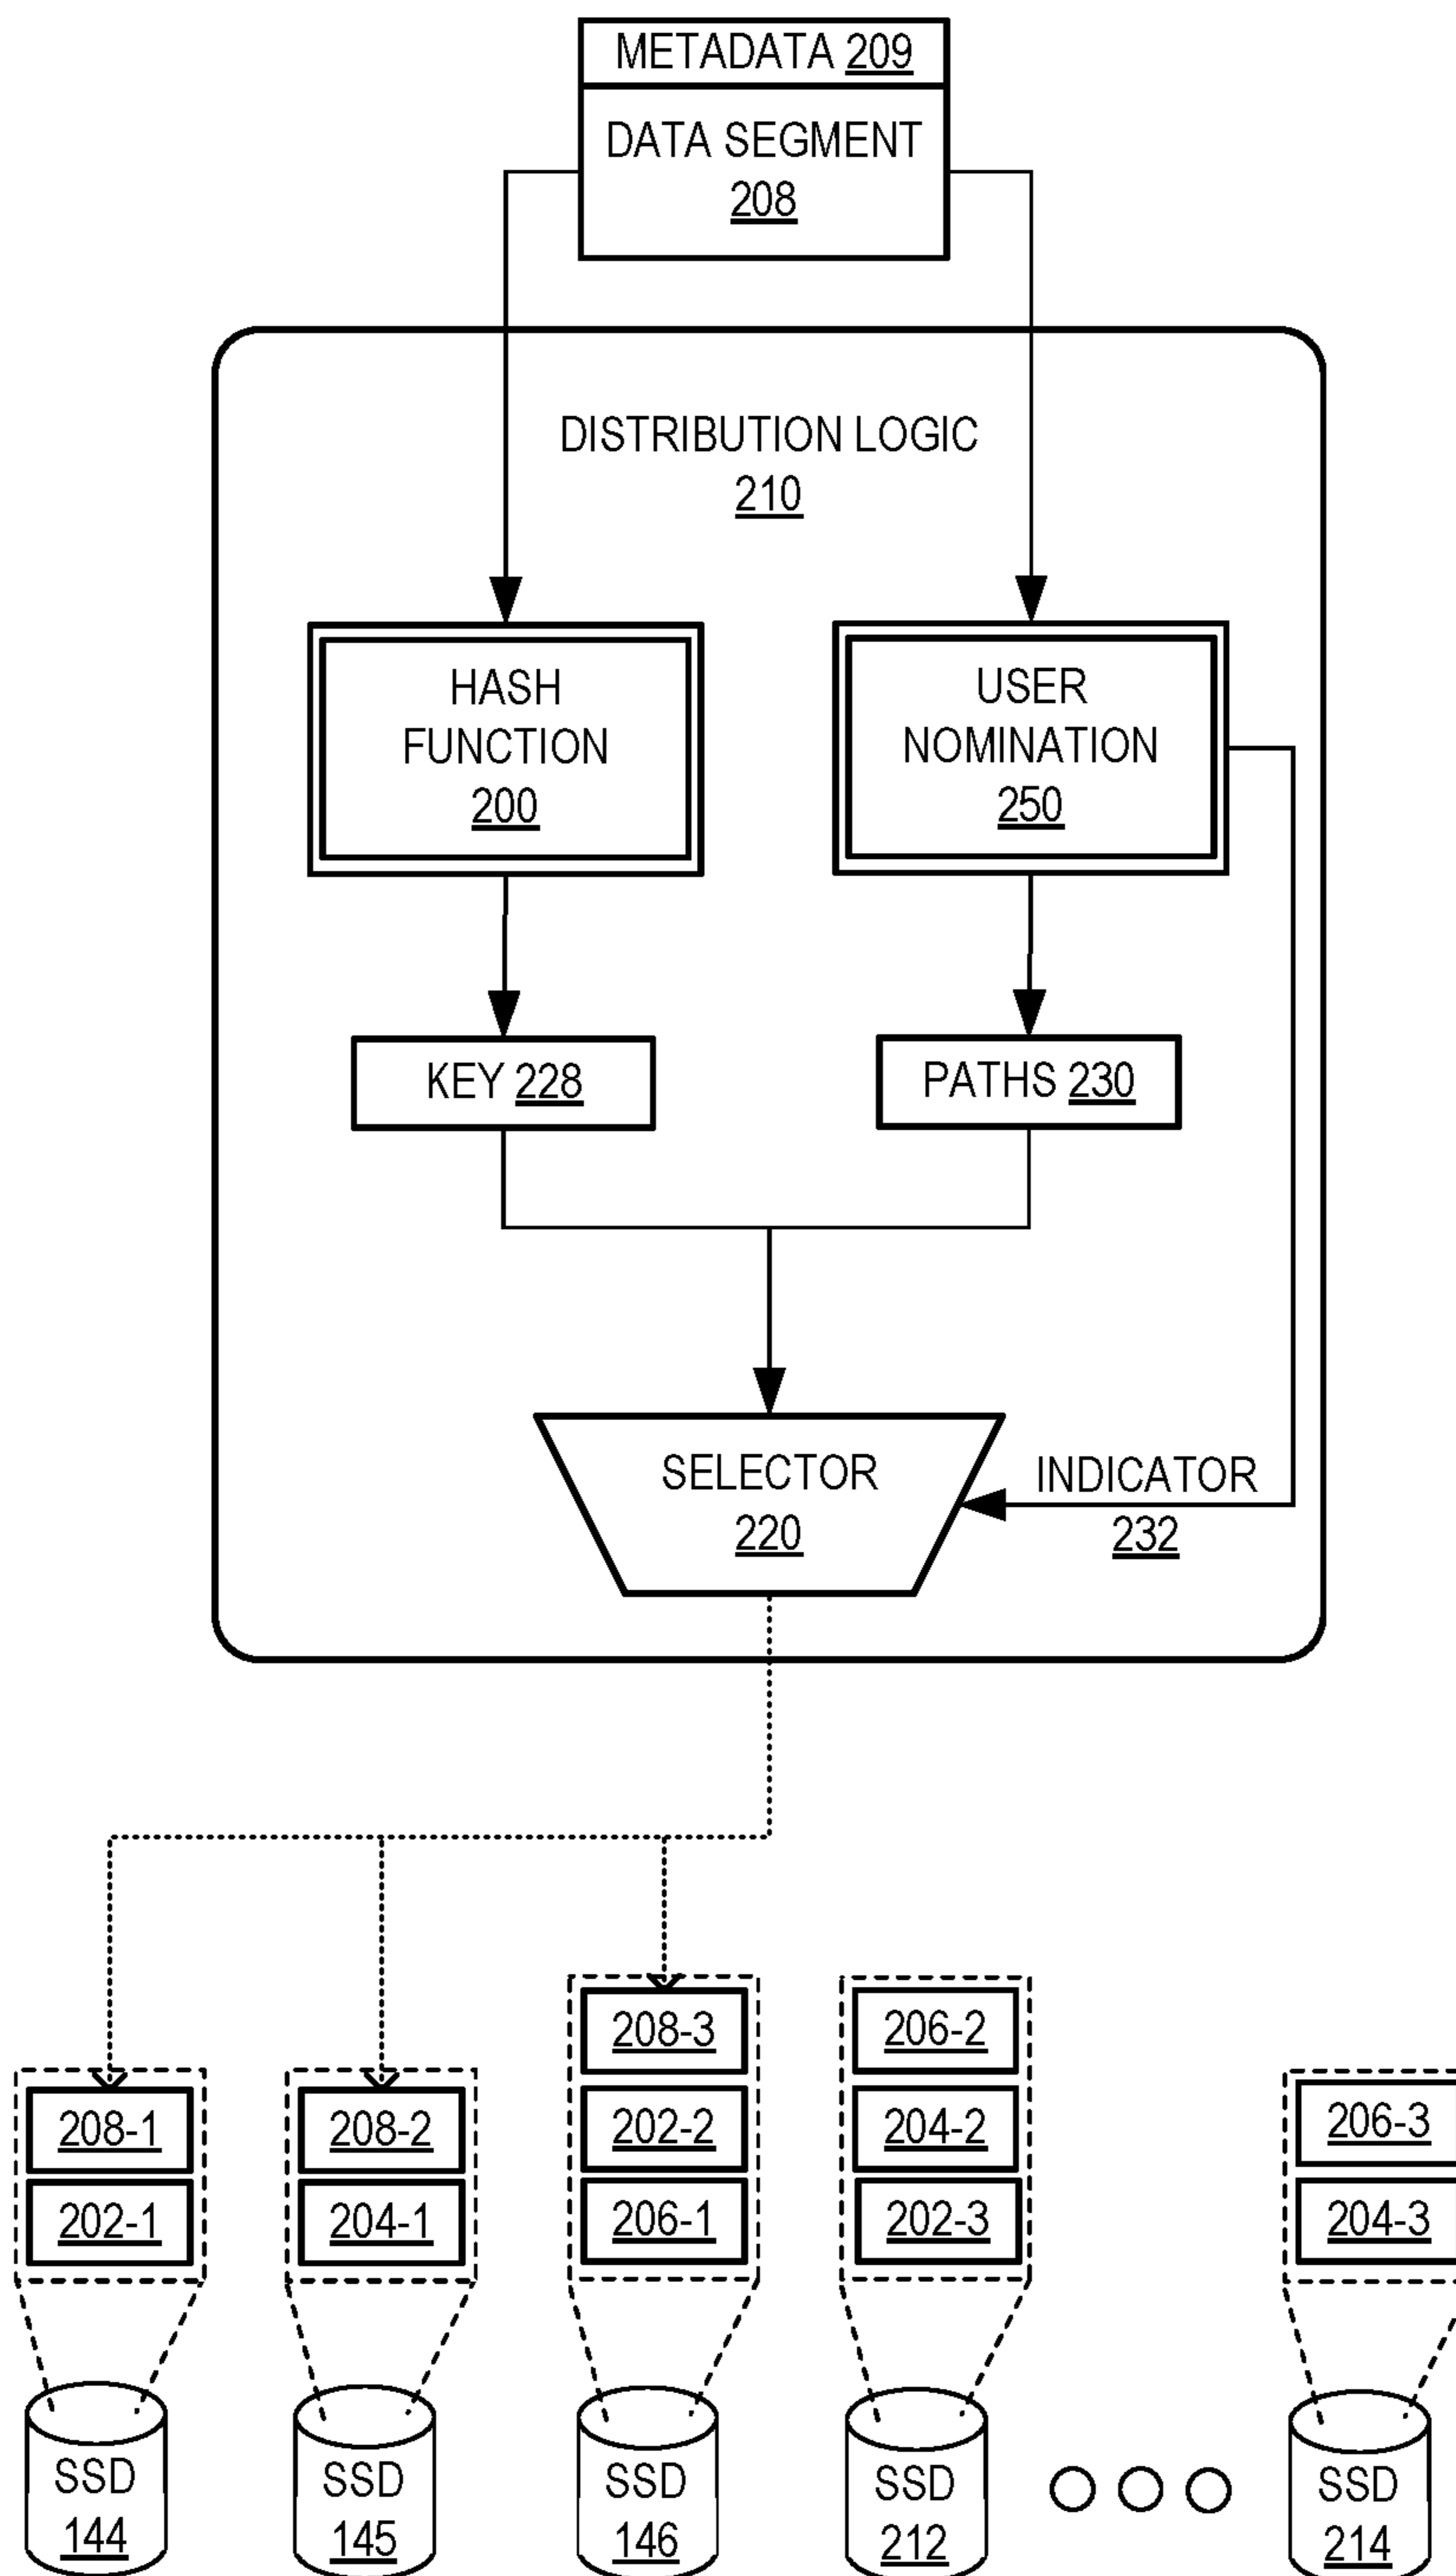 METADATA 209
DATA SEGMENT
208
DISTRIBUTION LOGIC
210
HASH
FUNCTION
200
USER
NOMINATION
250
KEY 228
PATHS 230
SELECTOR
220
INDICATOR
232
208-3
206-2
208-1
208-2
202-2
204-2
206-3
202-1
204-1
206-1
202-3
204-3
SSD
144
SSD
145
SSD
146
SSD
212
SSD
214